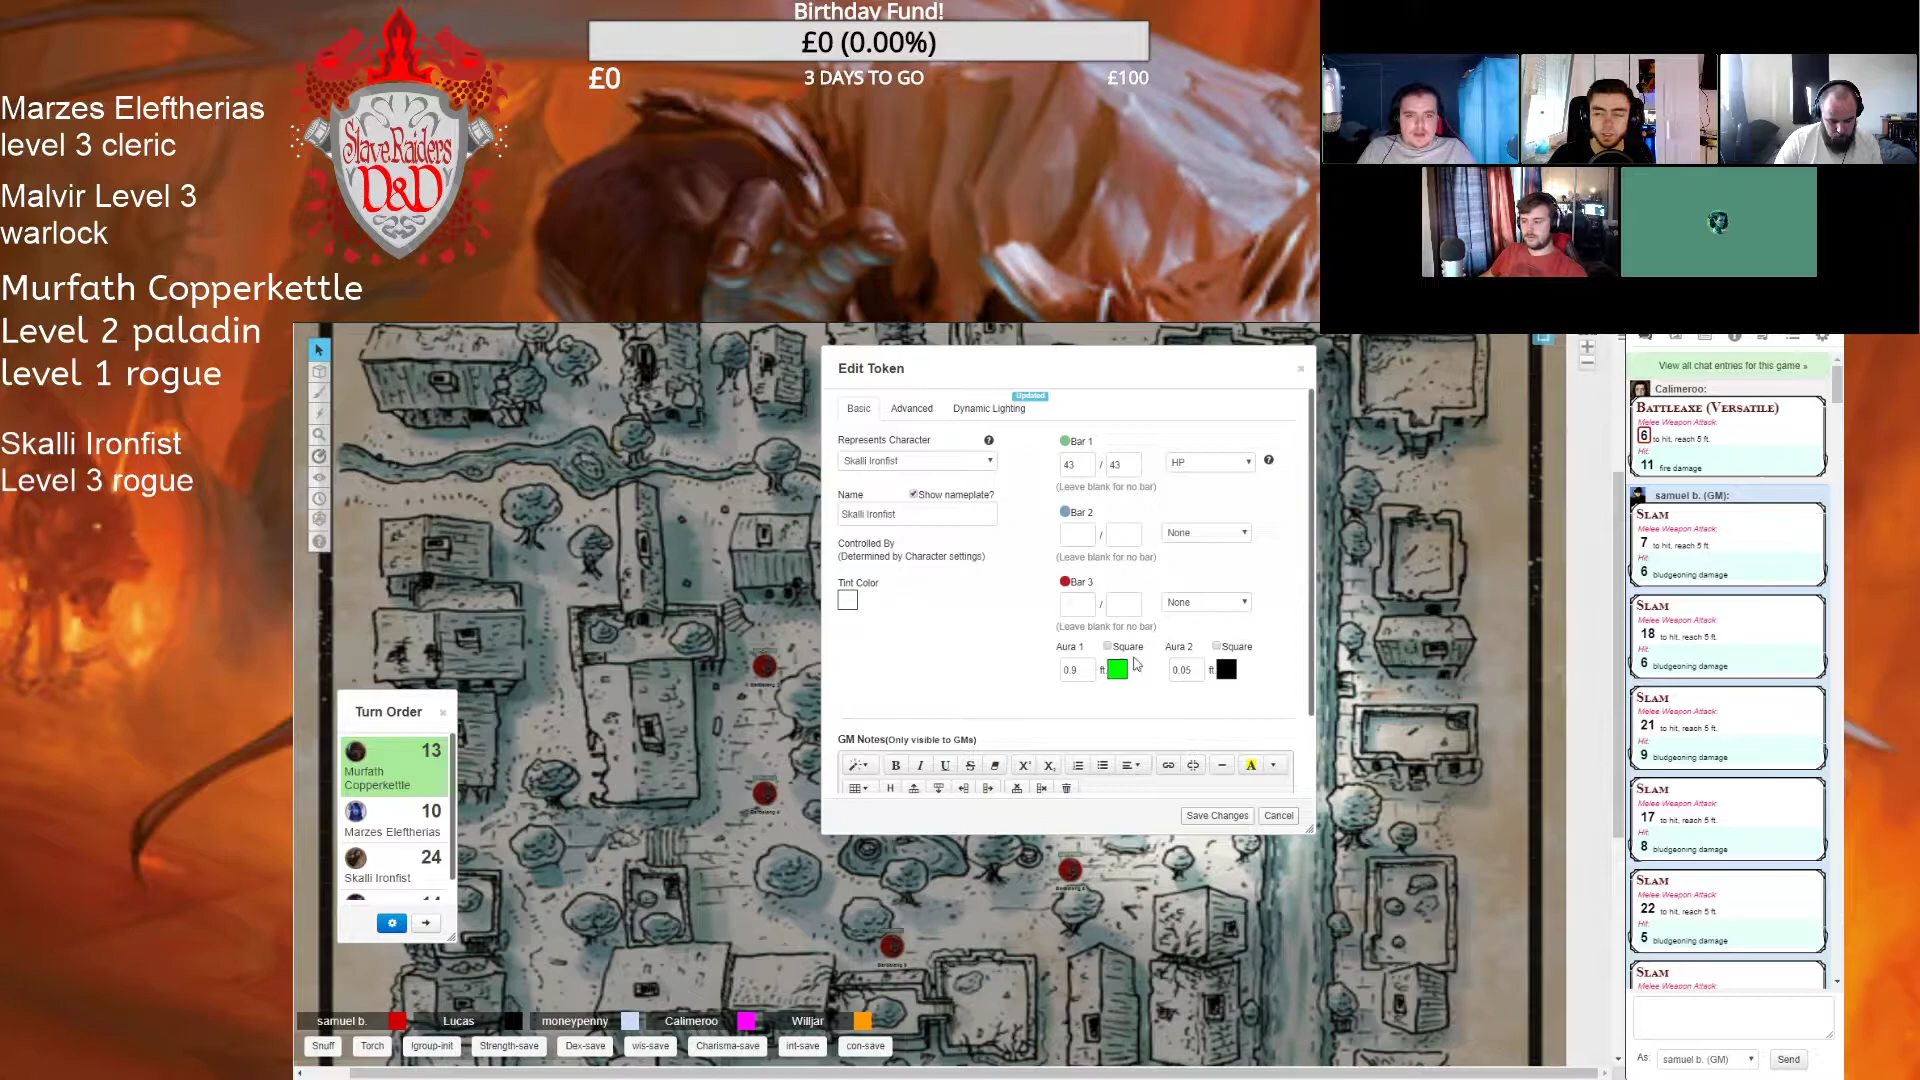 Birthday Fund!
£0 (0.00%)
£0
3 DAYS TO GO
£100
Marzes Eleftherias
level 3 cleric
Malvir Level 3
warlock
Murfath Copperkettle
Level 2 paladin
level 1 rogue
Skalli Ironfist
Level 3 rogue
Slave Raiders
D&D
Edit Token
Updated
Basic
Advanced
Dynamic Lighting
Represents Character
Skalli Ironfist
Name
Show nameplate?
Skalli Ironfist
Controlled By
(Determined by Character settings)
Tint Color
Bar 1
43 / 43
HP
(Leave blank for no bar)
Bar 2
/
None
(Leave blank for no bar)
Bar 3
/
None
(Leave blank for no bar)
Aura 1
Square
Aura 2
Square
0.9 ft.
0.05 ft.
GM Notes(Only visible to GMs)
B I U S
H
Save Changes
Cancel
Turn Order
13
Murfath
Copperkettle
10
Marzes Eleftherias
24
Skalli Ironfist
samuel b.
Lucas
moneypenny
Calimeroo
Willjar
Snuff
Torch
Igroup-init
Strength-save
Dex-save
wis-save
Charisma-save
int-save
con-save
View all chat entries for this game »
Calimeroo:
Battleaxe (Versatile)
Melee Weapon Attack:
6 to hit, reach 5 ft.
Hit:
11 fire damage
samuel b. (GM):
Slam
Melee Weapon Attack:
7 to hit, reach 5 ft.
Hit:
6 bludgeoning damage
Slam
Melee Weapon Attack:
18 to hit, reach 5 ft.
Hit:
6 bludgeoning damage
Slam
Melee Weapon Attack:
21 to hit, reach 5 ft.
Hit:
9 bludgeoning damage
Slam
Melee Weapon Attack:
17 to hit, reach 5 ft.
Hit:
8 bludgeoning damage
Slam
Melee Weapon Attack:
22 to hit, reach 5 ft.
Hit:
5 bludgeoning damage
Slam
Melee Weapon Attack:
As:
samuel b. (GM)
Send